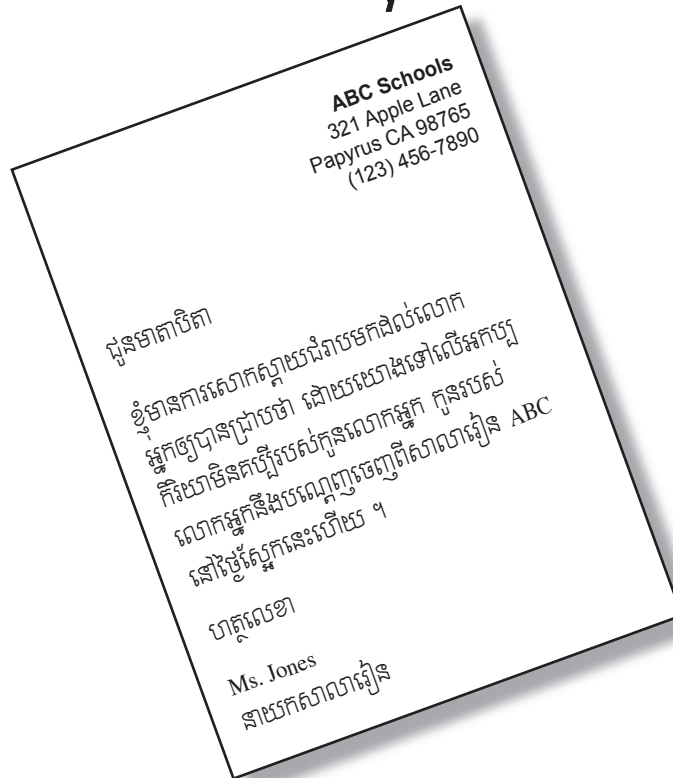 ABC Schools
321 Apple Lane
Papyrus CA 98765
(123) 456-7890
ជូនមាតាបិតា
ខ្ញុំមានការសោកស្តាយជំរាបមកដល់លោក
អ្នកឲ្យបានជ្រាបថា ដោយយោងទៅលើអកប្ប
កិរិយាមិនគប្បីរបស់កូនលោកអ្នក កូនរបស់
លោកអ្នកនឹងបណ្តេញចេញពីសាលារៀន ABC
នៅថ្ងៃស្អែកនេះហើយ ។
ហត្ថលេខា
Ms. Jones
នាយកសាលារៀន